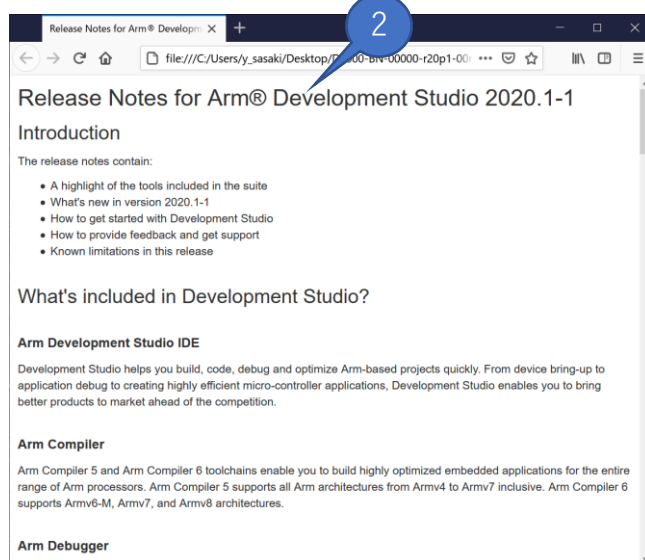 Release Notes for Arm® Developm
2
file:///C:/Users/y_sasaki/Desktop/
Release Notes for Arm® Development Studio 2020.1-1
Introduction
The release notes contain:
• A highlight of the tools included in the suite
• What's new in version 2020.1-1
• How to get started with Development Studio
• How to provide feedback and get support
• Known limitations in this release
What's included in Development Studio?
Arm Development Studio IDE
Development Studio helps you build, code, debug and optimize Arm-based projects quickly. From device bring-up to
application debug to creating highly efficient micro-controller applications, Development Studio enables you to bring
better products to market ahead of the competition.
Arm Compiler
Arm Compiler 5 and Arm Compiler 6 toolchains enable you to build highly optimized embedded applications for the entire
range of Arm processors. Arm Compiler 5 supports all Arm architectures from Armv4 to Armv7 inclusive. Arm Compiler 6
supports Armv6-M, Armv7, and Armv8 architectures.
Arm Debugger